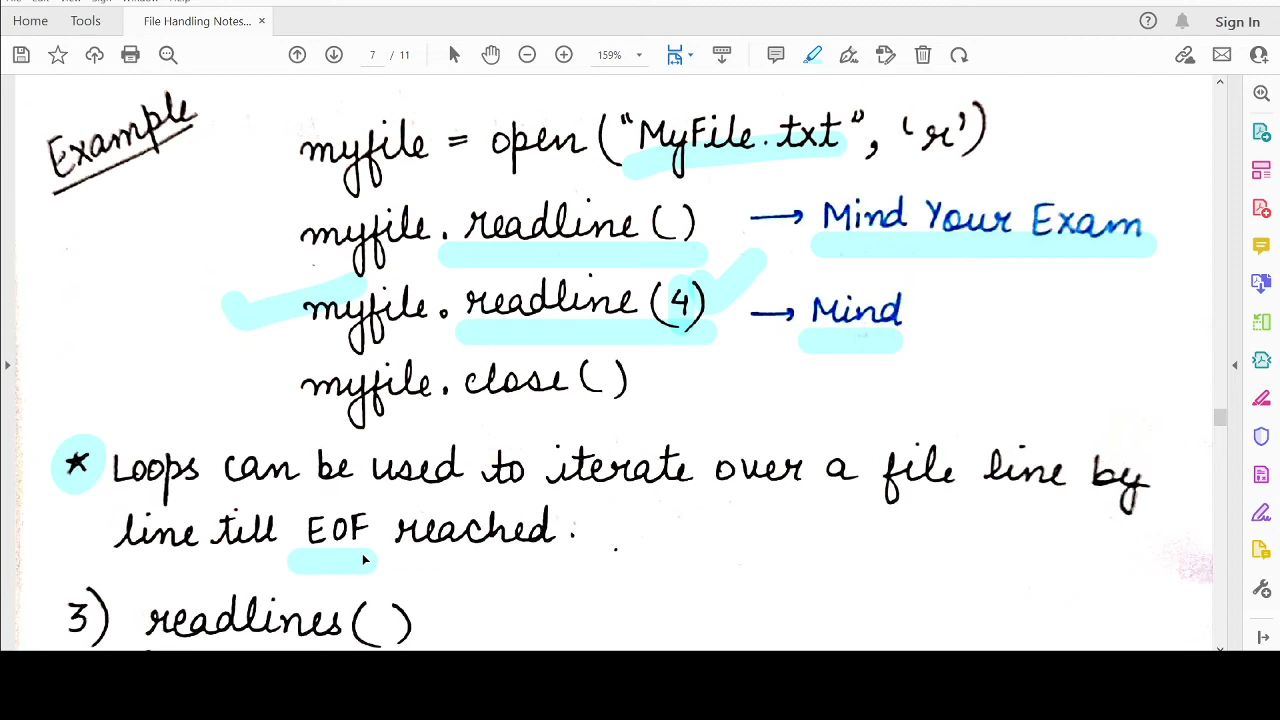 Home Tools File Handling Notes... × Sign In
7 / 11 159%
Example
myfile = open ("MyFile.txt", 'r')
myfile. readline () → Mind Your Exam
myfile. readline (4) → Mind
myfile. close ()
* Loops can be used to iterate over a file line by
line till EOF reached.
3) readlines ()